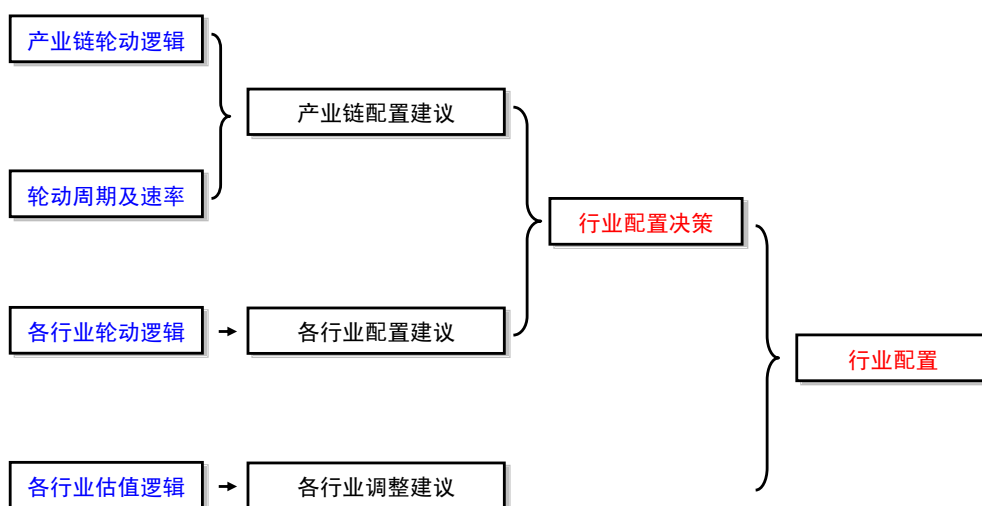 产业链轮动逻辑
产业链配置建议
轮动周期及速率
行业配置决策
各行业轮动逻辑
各行业配置建议
行业配置
各行业估值逻辑
各行业调整建议